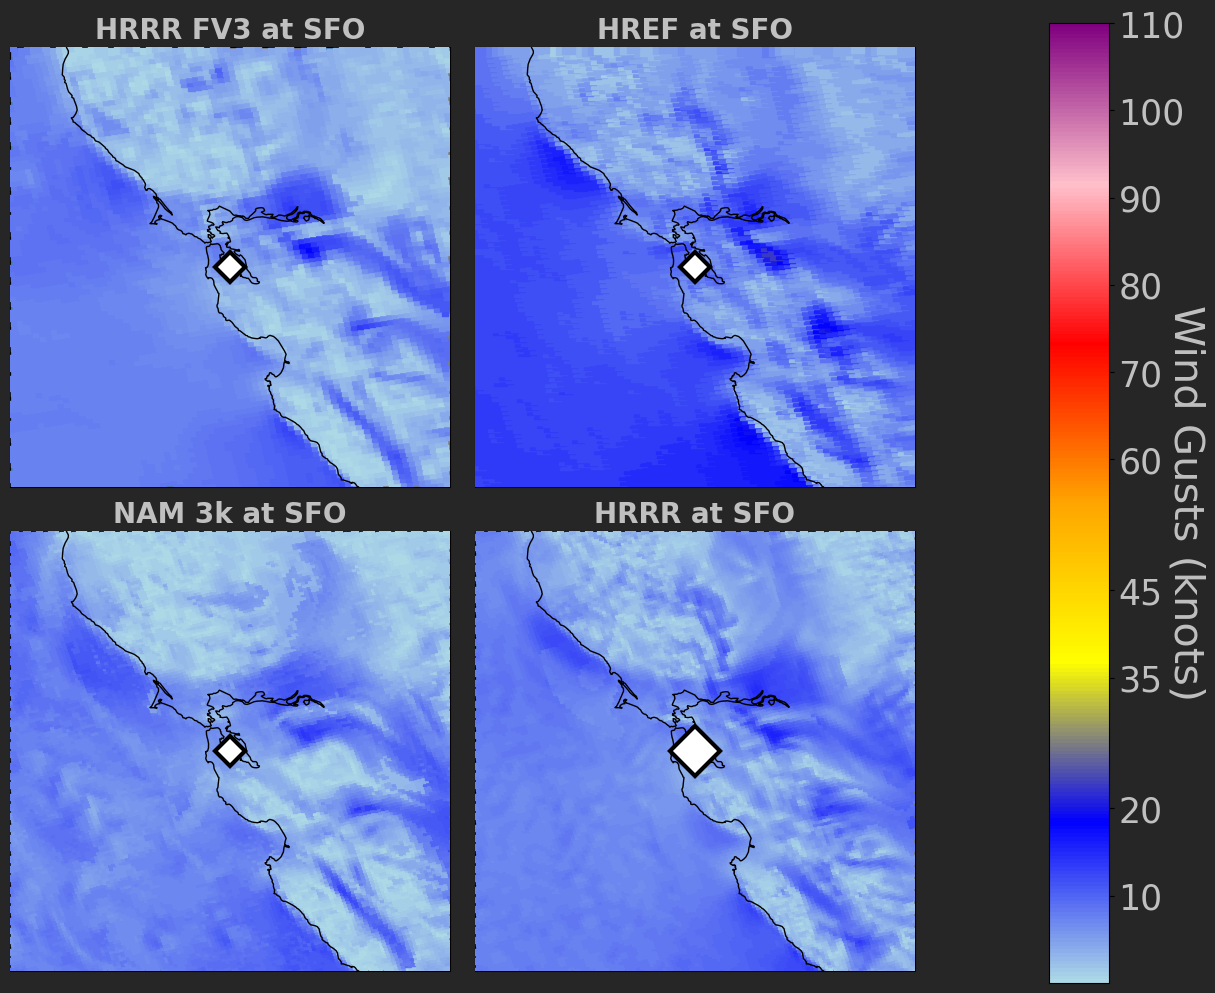 HRRR FV3 at SFO
HREF at SFO
NAM 3k at SFO
HRRR at SFO
110
100
90
80
70
60
45
35
20
10
Wind Gusts (knots)